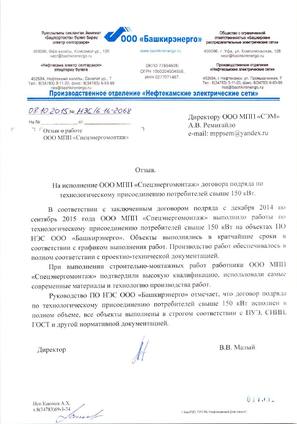 ООО «Башкирэнерго»
Производственное отделение «Нефтекамские электрические сети»
08.10.2015 № НЭС/16.16-2068
На №
Отзыв о работе
ООО МПП «Спецэнергомонтаж»
Директору ООО МПП «СЭМ»
А.В. Ремигайло
e-mail: mppsem@yandex.ru
Отзыв.
На исполнение ООО МПП «Спецэнергомонтаж» договора подряда по
технологическому присоединению потребителей свыше 150 кВт.
В соответствии с заключенным договором подряда с декабря 2014 по
сентябрь 2015 года ООО МПП «Спецэнергомонтаж» выполнило работы по
технологическому присоединению потребителей свыше 150 кВт на объектах ПО
НЭС ООО «Башкирэнерго». Объекты выполнялись в кратчайшие сроки в
соответствии с графиком выполнения работ. Производство работ обеспечивалось в
полном соответствии с проектно-технической документацией.
При выполнении строительно-монтажных работ работники ООО МПП
«Спецэнергомонтаж» подтвердили высокую квалификацию, использовали самые
современные материалы и технологию производства работ.
Руководство ПО НЭС ООО «Башкирэнерго» отмечает, что договор подряда
по технологическому присоединению потребителей свыше 150 кВт исполнен в
полном объеме, все объекты выполнены в строгом соответствии с ПУЭ, СНИП,
ГОСТ и другой нормативной документацией.
Директор
В.В. Малый